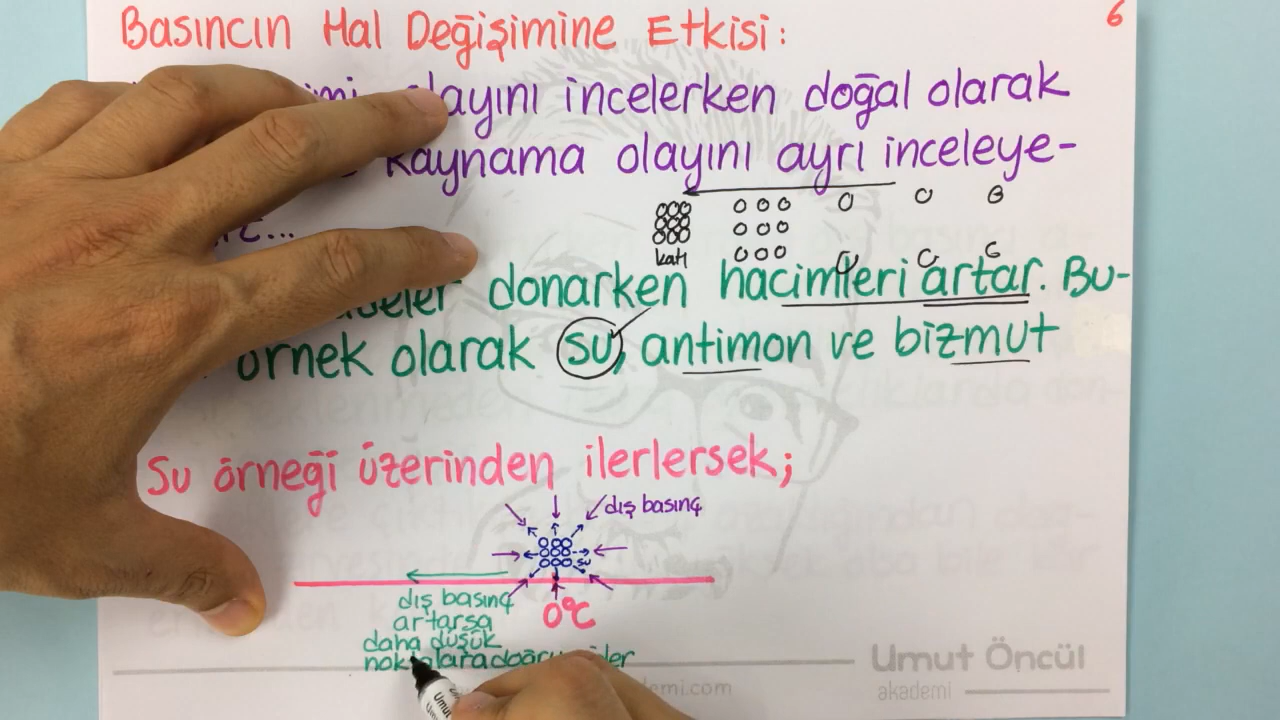 6
Basıncın Hal Değişimine Etkisi:
olayını incelerken doğal olarak
kaynama olayını ayrı inceleye-
katı
donarken hacimleri artar. Bu-
örnek olarak su, antimon ve bizmut
Su örneği üzerinden ilerlersek;
dış basınç
su
dış basınç
0°C
artarsa
daha düşük
Umut Öncül
akademi